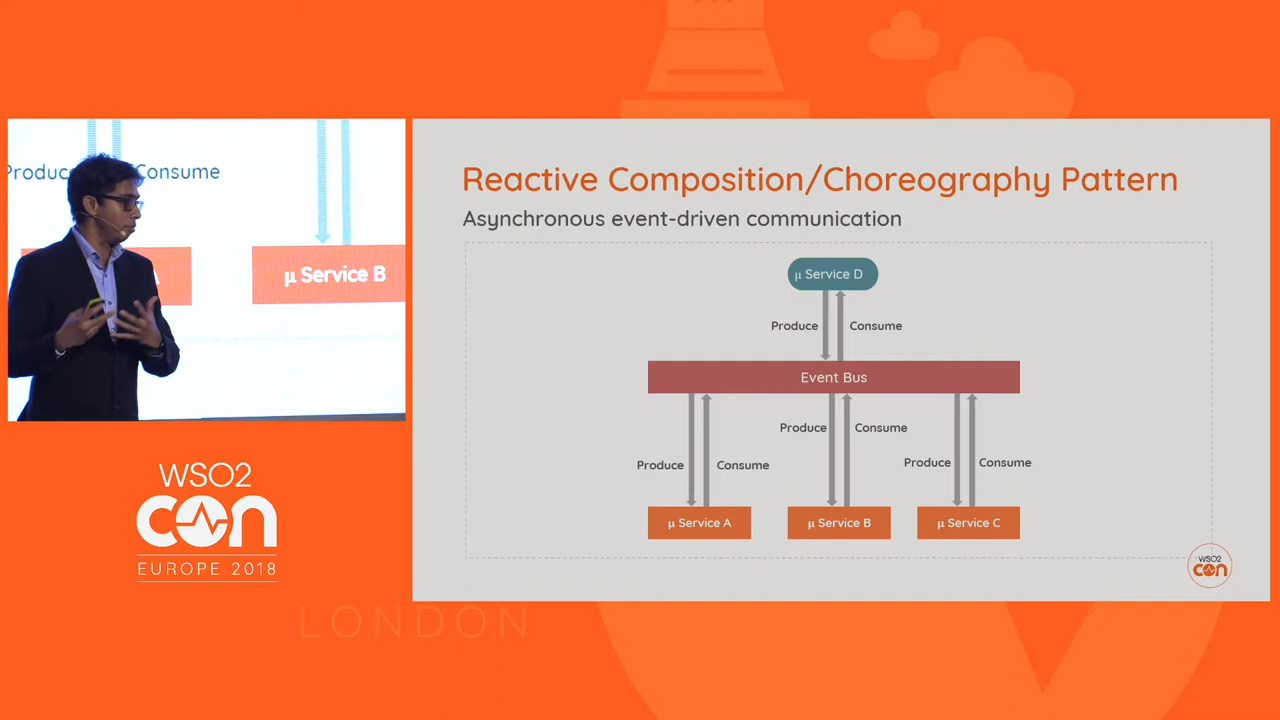 Produc
Consume
μ Service B
WSO2
con
EUROPE 2018
LONDON
Reactive Composition/Choreography Pattern
Asynchronous event-driven communication
μ Service D
Produce
Consume
Event Bus
Produce
Consume
Produce
Consume
Produce
Consume
μ Service A
μ Service B
μ Service C
WSO2
con